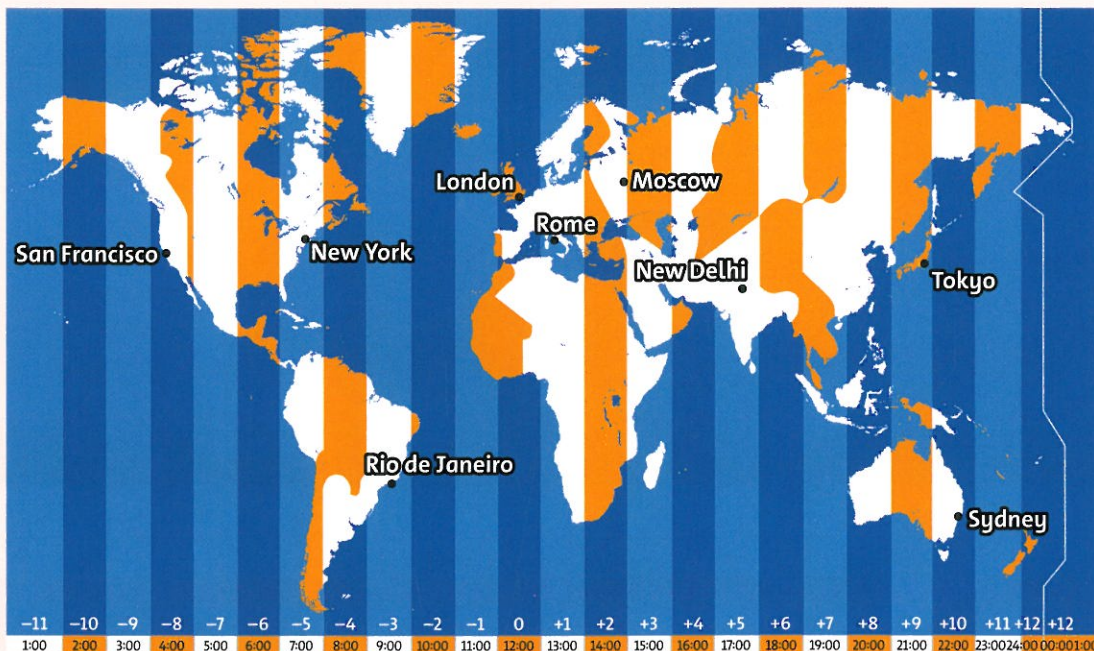 London
Moscow
Rome
San Francisco
New York
New Delhi
Tokyo
Rio de Janeiro
Sydney
−11 −10 −9 −8 −7 −6 −5 −4 −3 −2 −1 0 +1 +2 +3 +4 +5 +6 +7 +8 +9 +10 +11 +12 +12
1:00 2:00 3:00 4:00 5:00 6:00 7:00 8:00 9:00 10:00 11:00 12:00 13:00 14:00 15:00 16:00 17:00 18:00 19:00 20:00 21:00 22:00 23:00 24:00 00:00 1:00